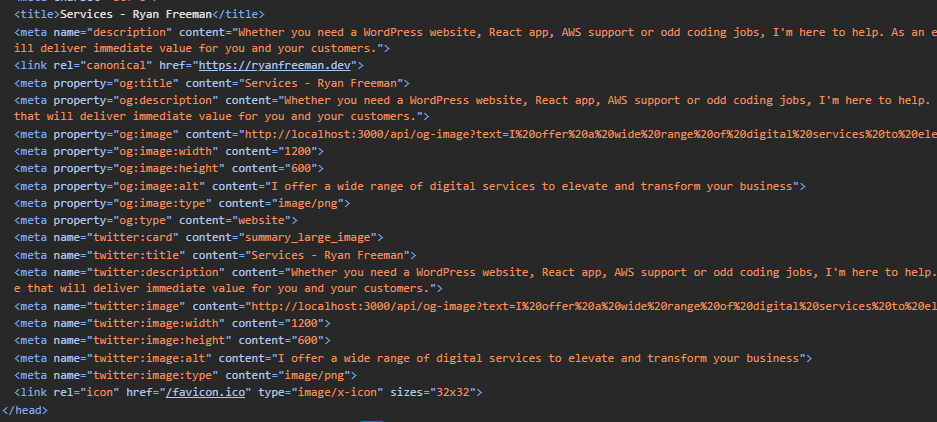 <title>Services - Ryan Freeman</title>
<meta name="description" content="Whether you need a WordPress website, React app, AWS support or odd coding jobs, I'm here to help. As an e
ill deliver immediate value for you and your customers.">
<link rel="canonical" href="https://ryanfreeman.dev">
<meta property="og:title" content="Services - Ryan Freeman">
<meta property="og:description" content="Whether you need a WordPress website, React app, AWS support or odd coding jobs, I'm here to help.
that will deliver immediate value for you and your customers.">
<meta property="og:image" content="http://localhost:3000/api/og-image?text=I%20offer%20a%20wide%20range%20of%20digital%20services%20to%20ele
<meta property="og:image:width" content="1200">
<meta property="og:image:height" content="600">
<meta property="og:image:alt" content="I offer a wide range of digital services to elevate and transform your business">
<meta property="og:image:type" content="image/png">
<meta property="og:type" content="website">
<meta name="twitter:card" content="summary_large_image">
<meta name="twitter:title" content="Services - Ryan Freeman">
<meta name="twitter:description" content="Whether you need a WordPress website, React app, AWS support or odd coding jobs, I'm here to help.
e that will deliver immediate value for you and your customers.">
<meta name="twitter:image" content="http://localhost:3000/api/og-image?text=I%20offer%20a%20wide%20range%20of%20digital%20services%20to%20el
<meta name="twitter:image:width" content="1200">
<meta name="twitter:image:height" content="600">
<meta name="twitter:image:alt" content="I offer a wide range of digital services to elevate and transform your business">
<meta name="twitter:image:type" content="image/png">
<link rel="icon" href="/favicon.ico" type="image/x-icon" sizes="32x32">
</head>